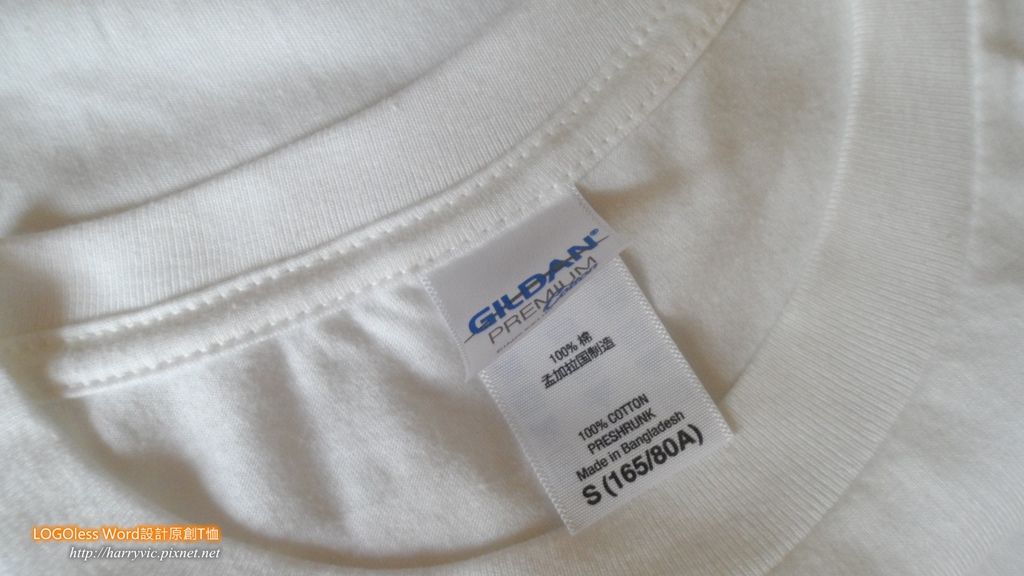 GILDAN®
PREMIUM
100% 棉
孟加拉国制造
100% COTTON
PRESHRUNK
Made in Bangladesh
S (165/80A)
LOGOless Word設計原創T恤
http://harryvic.pixnet.net